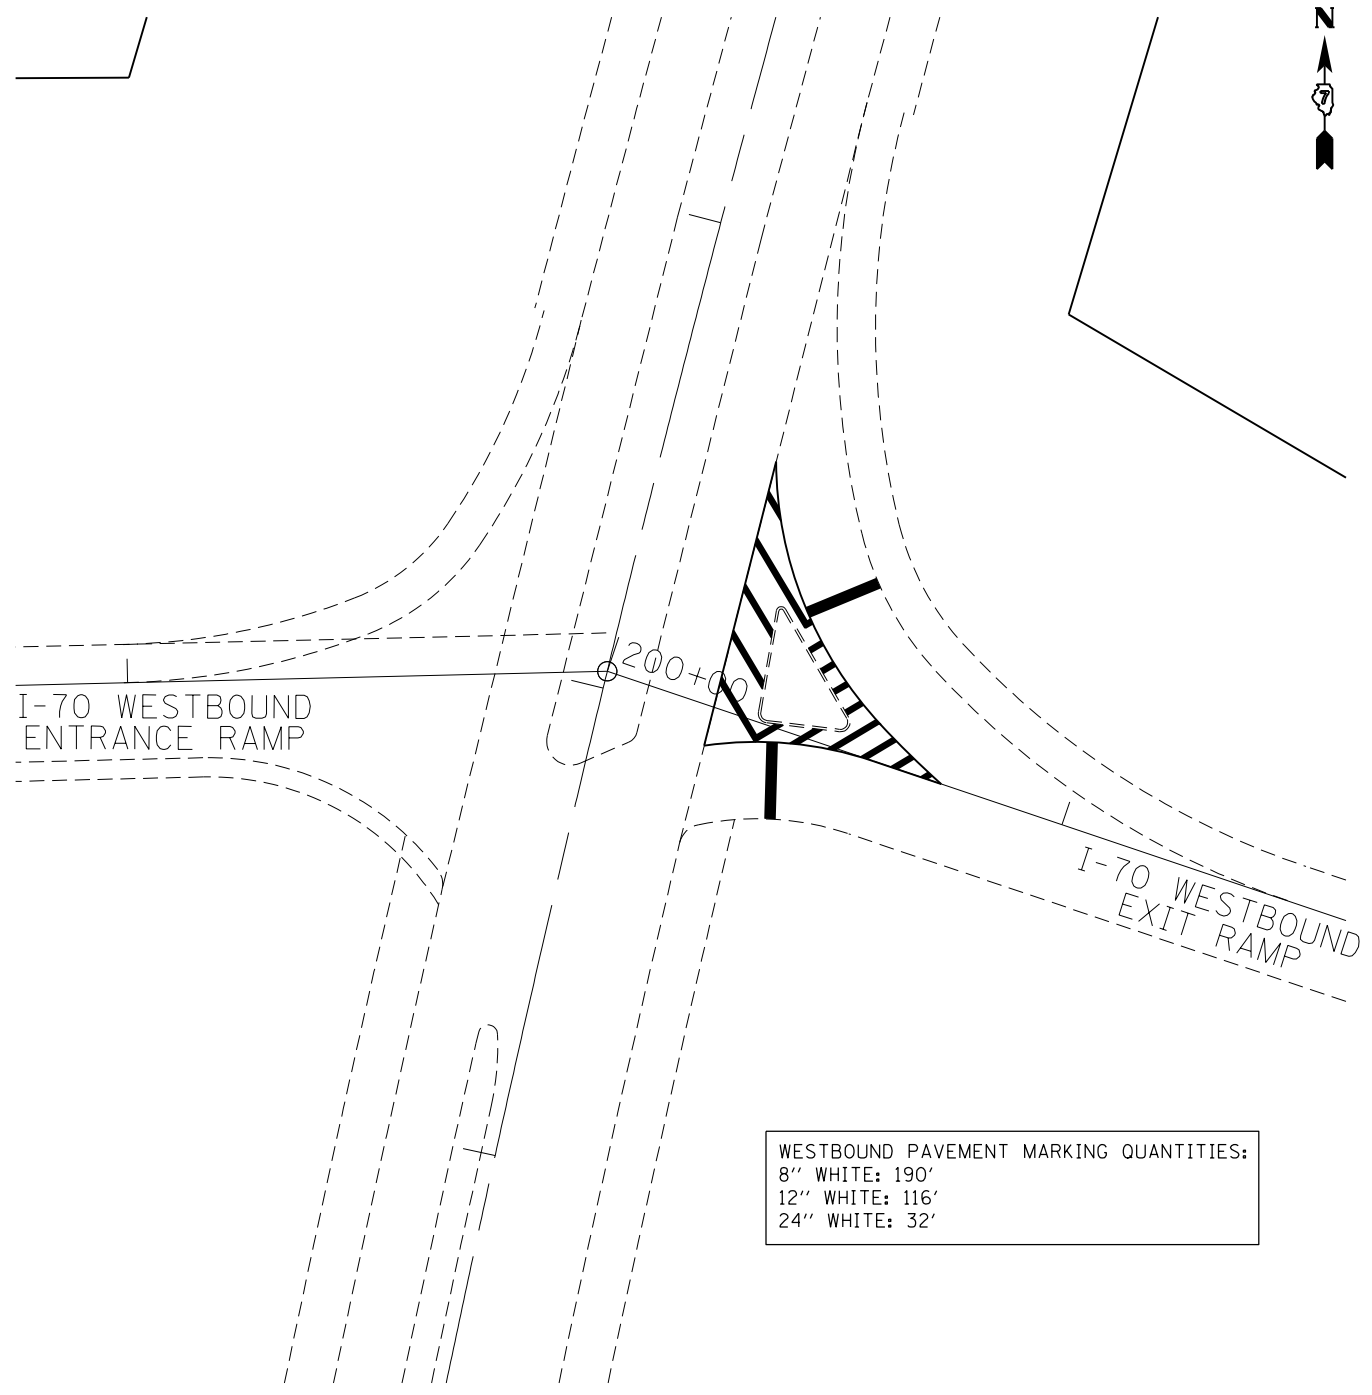 N
7
200+00
I-70 WESTBOUND
ENTRANCE RAMP
I-70 WESTBOUND
EXIT RAMP
WESTBOUND PAVEMENT MARKING QUANTITIES:
8'' WHITE: 190'
12'' WHITE: 116'
24'' WHITE: 32'